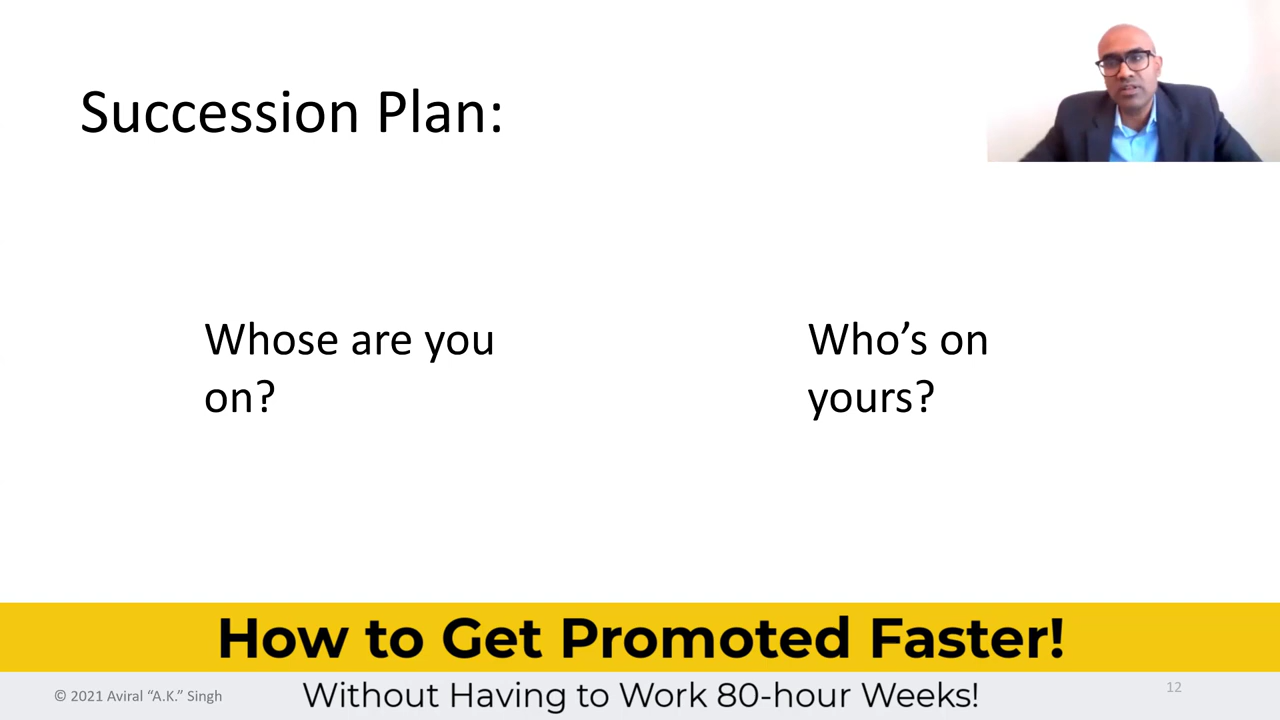 Succession Plan:
Whose are you
on?
Who’s on
yours?
How to Get Promoted Faster!
© 2021 Aviral “A.K.” Singh
Without Having to Work 80-hour Weeks!
12